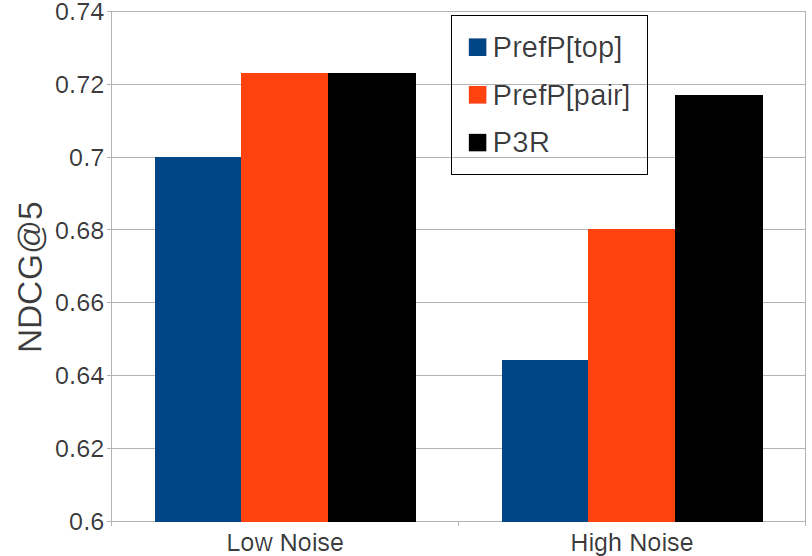 0.74
0.72
0.7
0.68
0.66
0.64
0.62
0.6
NDCG@5
PrefP[top]
PrefP[pair]
P3R
Low Noise
High Noise